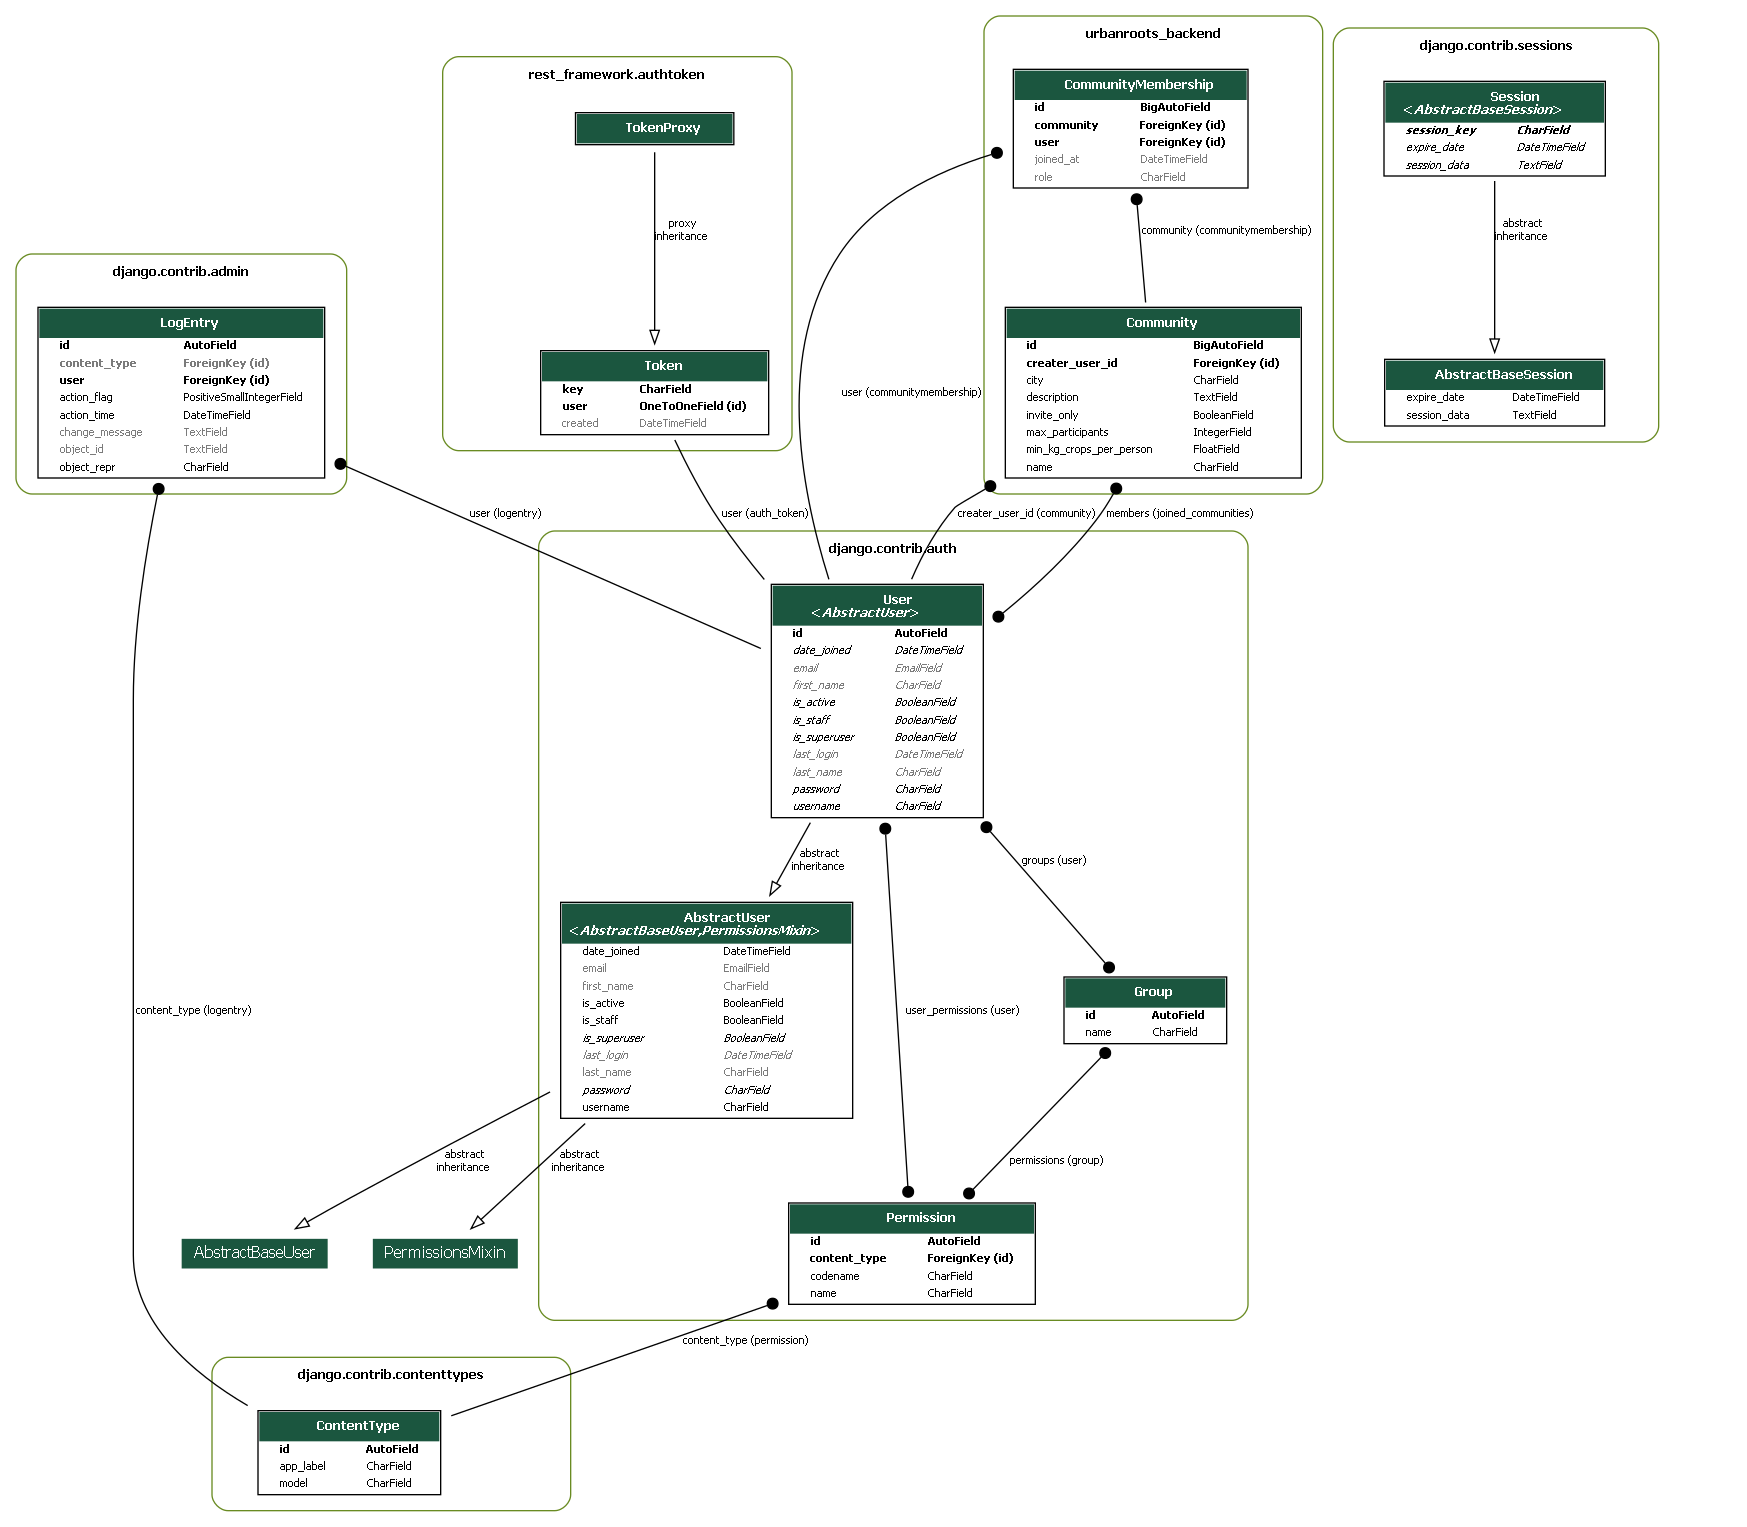 urbanroots_backend
CommunityMembership
id BigAutoField
community ForeignKey (id)
user ForeignKey (id)
joined_at DateTimeField
role CharField
community (communitymembership)
Community
id BigAutoField
creater_user_id ForeignKey (id)
city CharField
description TextField
invite_only BooleanField
max_participants IntegerField
min_kg_crops_per_person FloatField
name CharField
django.contrib.sessions
Session
<AbstractBaseSession>
session_key CharField
expire_date DateTimeField
session_data TextField
abstract
inheritance
AbstractBaseSession
expire_date DateTimeField
session_data TextField
rest_framework.authtoken
TokenProxy
proxy
inheritance
Token
key CharField
user OneToOneField (id)
created DateTimeField
django.contrib.admin
LogEntry
id AutoField
content_type ForeignKey (id)
user ForeignKey (id)
action_flag PositiveSmallIntegerField
action_time DateTimeField
change_message TextField
object_id TextField
object_repr CharField
user (communitymembership)
user (logentry)
user (auth_token)
creater_user_id (community)
members (joined_communities)
django.contrib.auth
User
<AbstractUser>
id AutoField
date_joined DateTimeField
email EmailField
first_name CharField
is_active BooleanField
is_staff BooleanField
is_superuser BooleanField
last_login DateTimeField
last_name CharField
password CharField
username CharField
abstract
inheritance
groups (user)
AbstractUser
<AbstractBaseUser,PermissionsMixin>
date_joined DateTimeField
email EmailField
first_name CharField
is_active BooleanField
is_staff BooleanField
is_superuser BooleanField
last_login DateTimeField
last_name CharField
password CharField
username CharField
user_permissions (user)
Group
id AutoField
name CharField
content_type (logentry)
abstract
inheritance
abstract
inheritance
permissions (group)
AbstractBaseUser
PermissionsMixin
Permission
id AutoField
content_type ForeignKey (id)
codename CharField
name CharField
content_type (permission)
django.contrib.contenttypes
ContentType
id AutoField
app_label CharField
model CharField